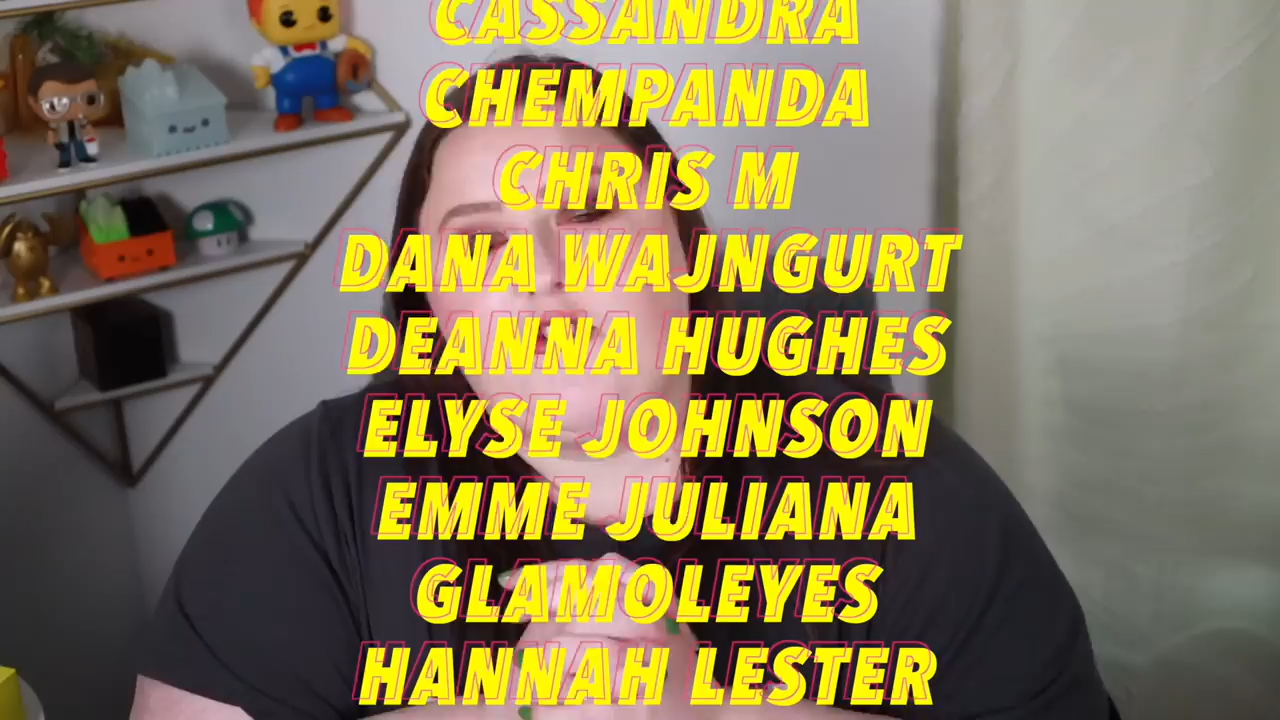 CASSANDRA
CHEMPANDA
CHRIS M
DANA WAJNGURT
DEANNA HUGHES
ELYSE JOHNSON
EMME JULIANA
GLAMOLEYES
HANNAH LESTER